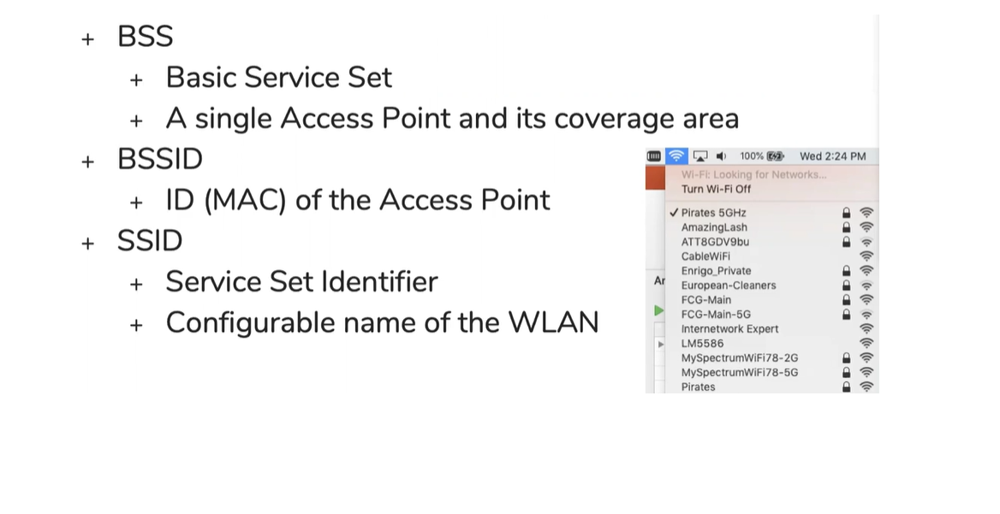 + BSS
+ Basic Service Set
+ A single Access Point and its coverage area
+ BSSID
+ ID (MAC) of the Access Point
+ SSID
+ Service Set Identifier
+ Configurable name of the WLAN
100% Wed 2:24 PM
Wi-Fi: Looking for Networks...
Turn Wi-Fi Off
✓ Pirates 5GHz
AmazingLash
ATT8GDV9bu
CableWiFi
Enrigo_Private
European-Cleaners
FCG-Main
FCG-Main-5G
Internetwork Expert
LM5586
MySpectrumWiFi78-2G
MySpectrumWiFi78-5G
Pirates
Ar